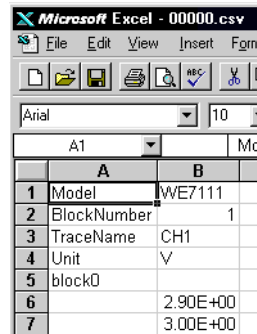 Microsoft Excel - 00000.csv
File Edit View Insert
Arial 10
A1
A B
1 Model WE7111
2 BlockNumber 1
3 TraceName CH1
4 Unit V
5 block0
6 2.90E+00
7 3.00E+00